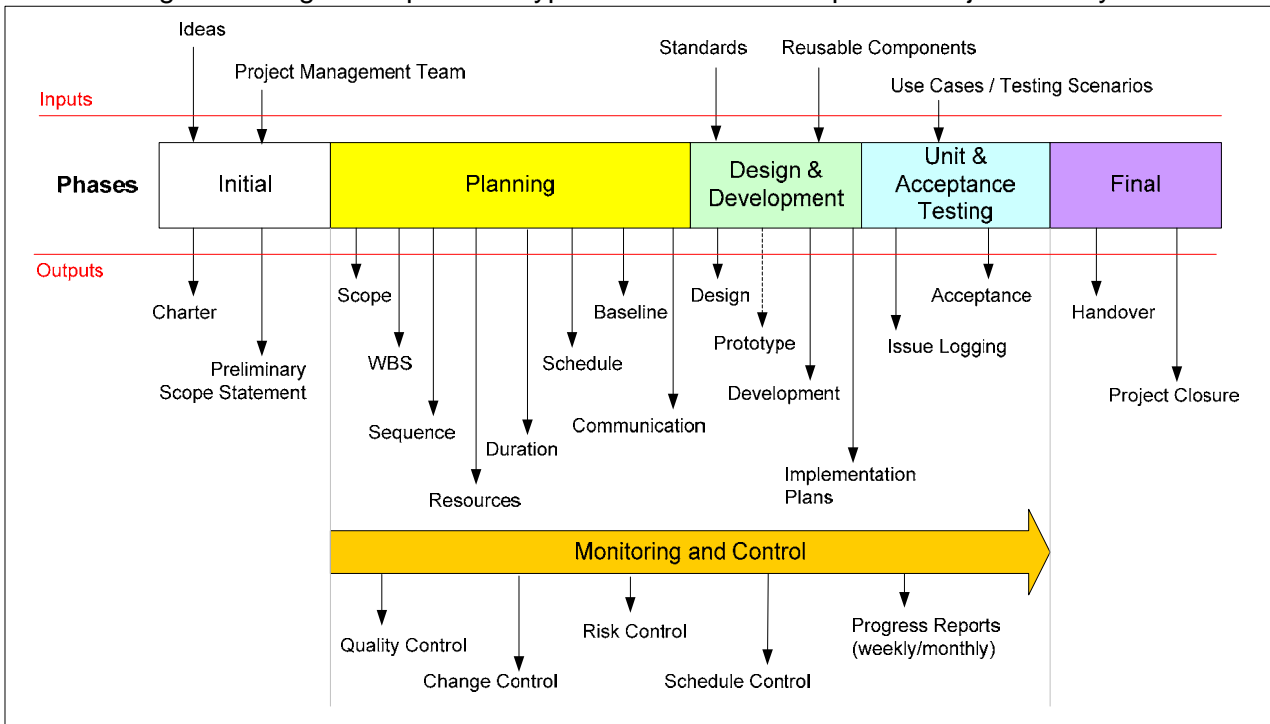 Ideas
Project Management Team
Standards
Reusable Components
Use Cases / Testing Scenarios
Inputs
Phases
Initial
Planning
Design &
Development
Unit &
Acceptance
Testing
Final
Outputs
Charter
Preliminary
Scope Statement
Scope
WBS
Sequence
Resources
Duration
Schedule
Baseline
Communication
Design
Prototype
Development
Implementation
Plans
Issue Logging
Acceptance
Handover
Project Closure
Monitoring and Control
Quality Control
Change Control
Risk Control
Schedule Control
Progress Reports
(weekly/monthly)